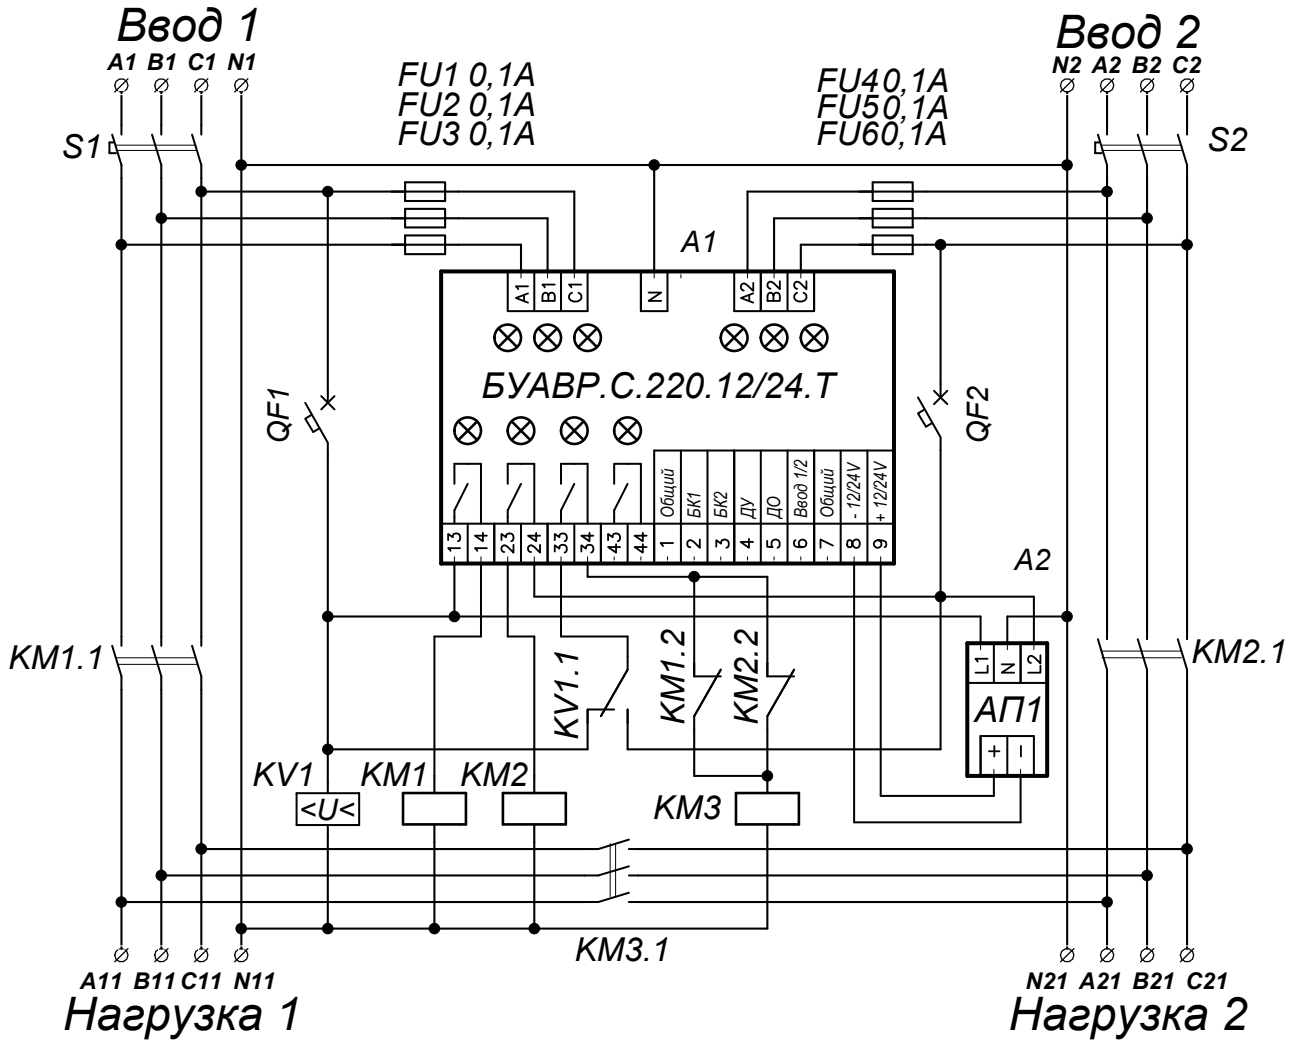 Ввод 1
Ввод 2
A1 B1 C1 N1
N2 A2 B2 C2
FU1 0,1A
FU2 0,1A
FU3 0,1A
FU4 0,1A
FU5 0,1A
FU6 0,1A
S1
S2
A1
A1 B1 C1
N
A2 B2 C2
БУАВР.С.220.12/24.Т
QF1
QF2
Общий
БК1
БК2
ДУ
ДО
Ввод 1/2
Общий
- 12/24V
+ 12/24V
13 14 23 24 33 34 43 44 1 2 3 4 5 6 7 8 9
A2
KM1.1
KV1.1
KM1.2
KM2.2
L1 N L2
АП1
+ −
KM2.1
KV1
<U<
KM1
KM2
KM3
KM3.1
A11 B11 C11 N11
N21 A21 B21 C21
Нагрузка 1
Нагрузка 2